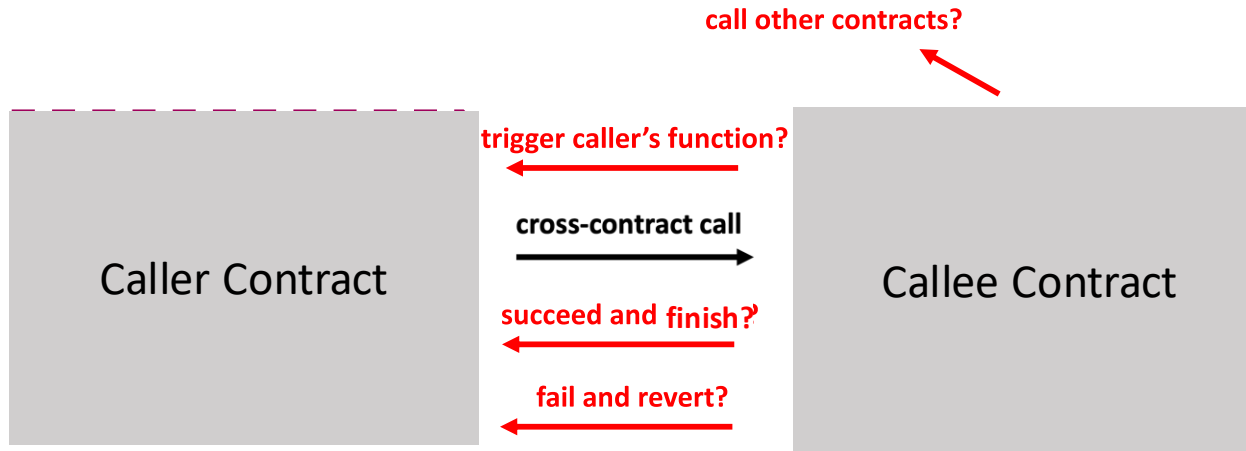 call other contracts?
trigger caller’s function?
cross-contract call
Caller Contract
Callee Contract
succeed and finish?
fail and revert?